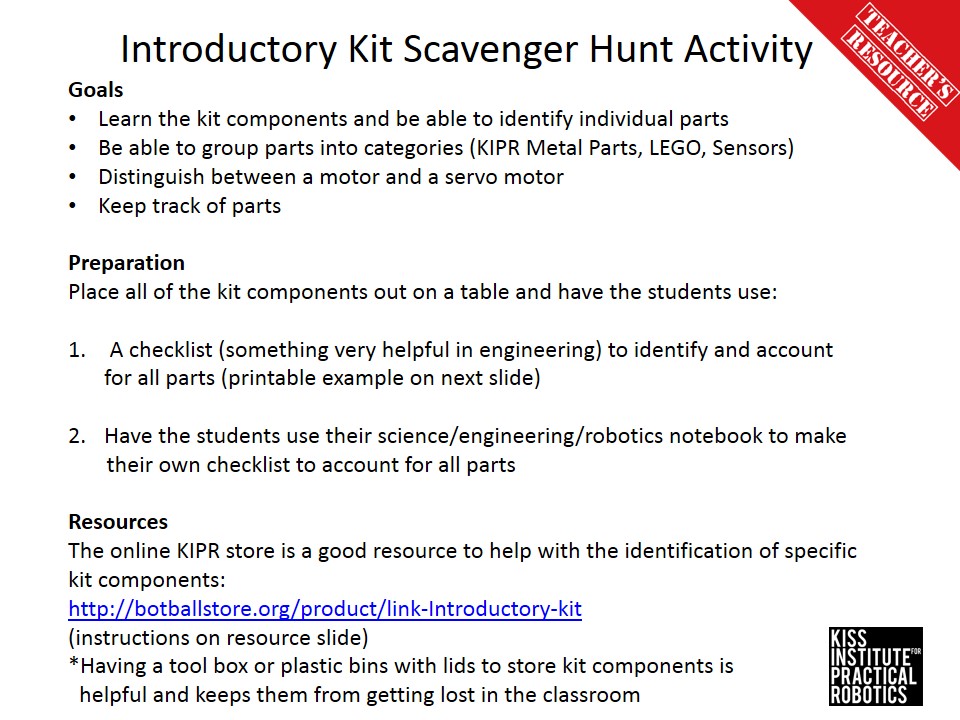 Introductory Kit Scavenger Hunt Activity
TEACHER'S
RESOURCE
Goals
• Learn the kit components and be able to identify individual parts
• Be able to group parts into categories (KIPR Metal Parts, LEGO, Sensors)
• Distinguish between a motor and a servo motor
• Keep track of parts
Preparation
Place all of the kit components out on a table and have the students use:
1. A checklist (something very helpful in engineering) to identify and account
for all parts (printable example on next slide)
2. Have the students use their science/engineering/robotics notebook to make
their own checklist to account for all parts
Resources
The online KIPR store is a good resource to help with the identification of specific
kit components:
http://botballstore.org/product/link-Introductory-kit
(instructions on resource slide)
*Having a tool box or plastic bins with lids to store kit components is
helpful and keeps them from getting lost in the classroom
KISS
INSTITUTE FOR
PRACTICAL
ROBOTICS